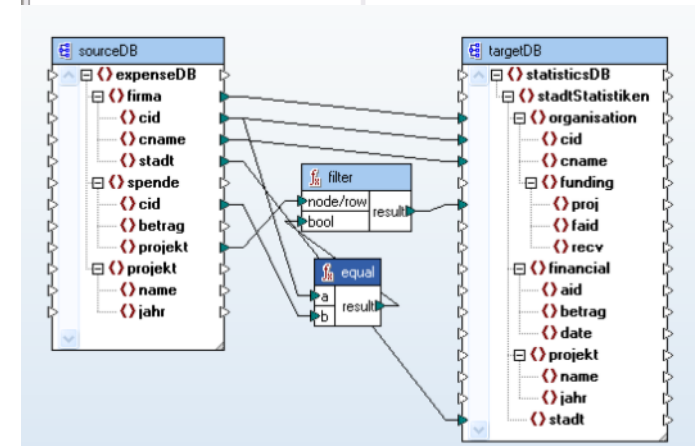 sourceDB
expenseDB
firma
cid
cname
stadt
spende
cid
betrag
projekt
projekt
name
jahr
filter
node/row
bool
result
equal
a
b
result
targetDB
statisticsDB
stadtStatistiken
organisation
cid
cname
funding
proj
faid
recv
financial
aid
betrag
date
projekt
name
jahr
stadt